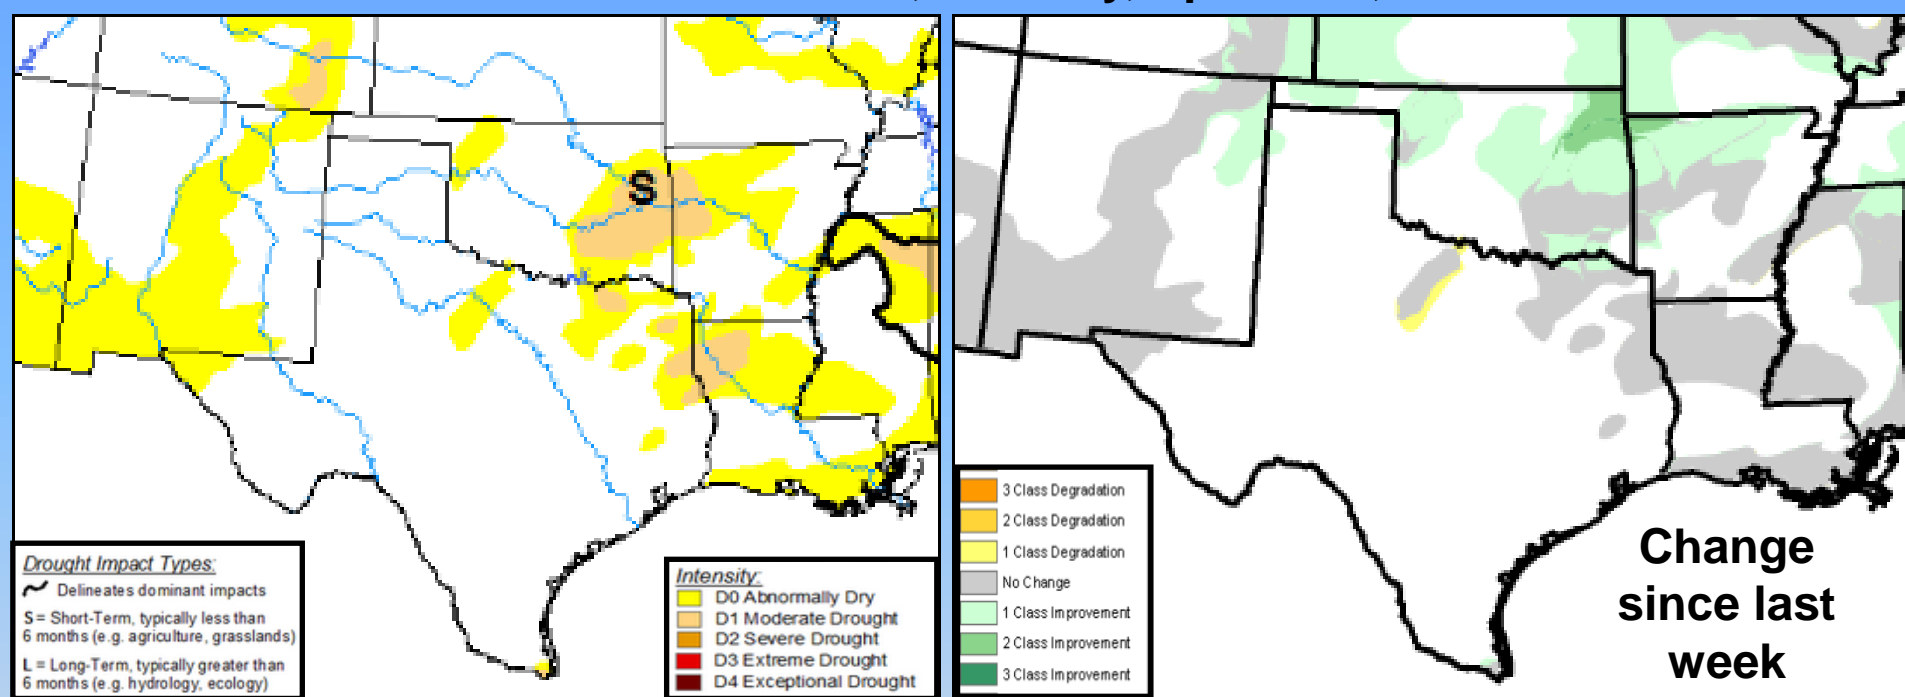 S
Drought Impact Types:
Delineates dominant impacts
S = Short-Term, typically less than
6 months (e.g. agriculture, grasslands)
L = Long-Term, typically greater than
6 months (e.g. hydrology, ecology)
Intensity:
D0 Abnormally Dry
D1 Moderate Drought
D2 Severe Drought
D3 Extreme Drought
D4 Exceptional Drought
3 Class Degradation
2 Class Degradation
1 Class Degradation
No Change
1 Class Improvement
2 Class Improvement
3 Class Improvement
Change
since last
week